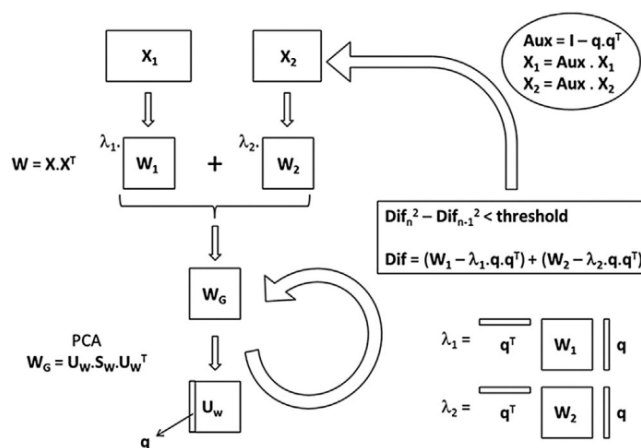 X₁
X₂
Aux = I – q.qᵀ
X₁ = Aux . X₁
X₂ = Aux . X₂
W = X.Xᵀ
λ₁.
W₁
+
λ₂.
W₂
Difₙ² – Difₙ₋₁² < threshold
Dif = (W₁ – λ₁.q.qᵀ) + (W₂ – λ₂.q.qᵀ)
W_G
PCA
W_G = U_W.S_W.U_Wᵀ
U_w
q
λ₁ =
qᵀ
W₁
q
λ₂ =
qᵀ
W₂
q